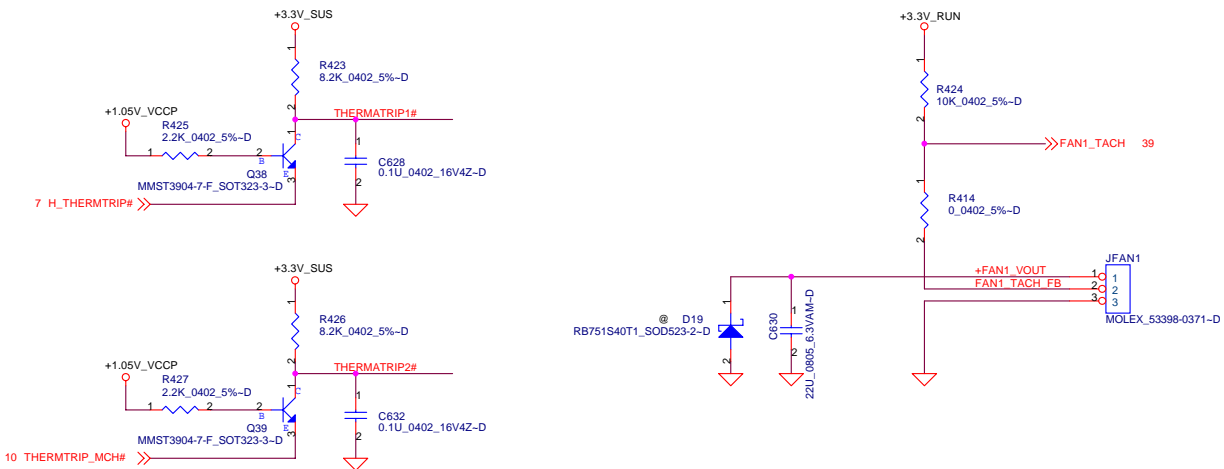 +3.3V_SUS
1
R423
8.2K_0402_5%~D
2
THERMATRIP1#
+1.05V_VCCP
R425
2.2K_0402_5%~D
1
2
2
B
1
C
E
3
Q38
MMST3904-7-F_SOT323-3~D
1
C628
0.1U_0402_16V4Z~D
2
7 H_THERMTRIP#
+3.3V_SUS
1
R426
8.2K_0402_5%~D
2
THERMATRIP2#
+1.05V_VCCP
R427
2.2K_0402_5%~D
1
2
2
B
1
C
E
3
Q39
MMST3904-7-F_SOT323-3~D
1
C632
0.1U_0402_16V4Z~D
2
10 THERMTRIP_MCH#
+3.3V_RUN
1
R424
10K_0402_5%~D
2
FAN1_TACH 39
1
R414
0_0402_5%~D
2
+FAN1_VOUT
FAN1_TACH_FB
JFAN1
1
2
3
1
2
3
MOLEX_53398-0371~D
1
@ D19
RB751S40T1_SOD523-2~D
2
1
C630
22U_0805_6.3VAM~D
2